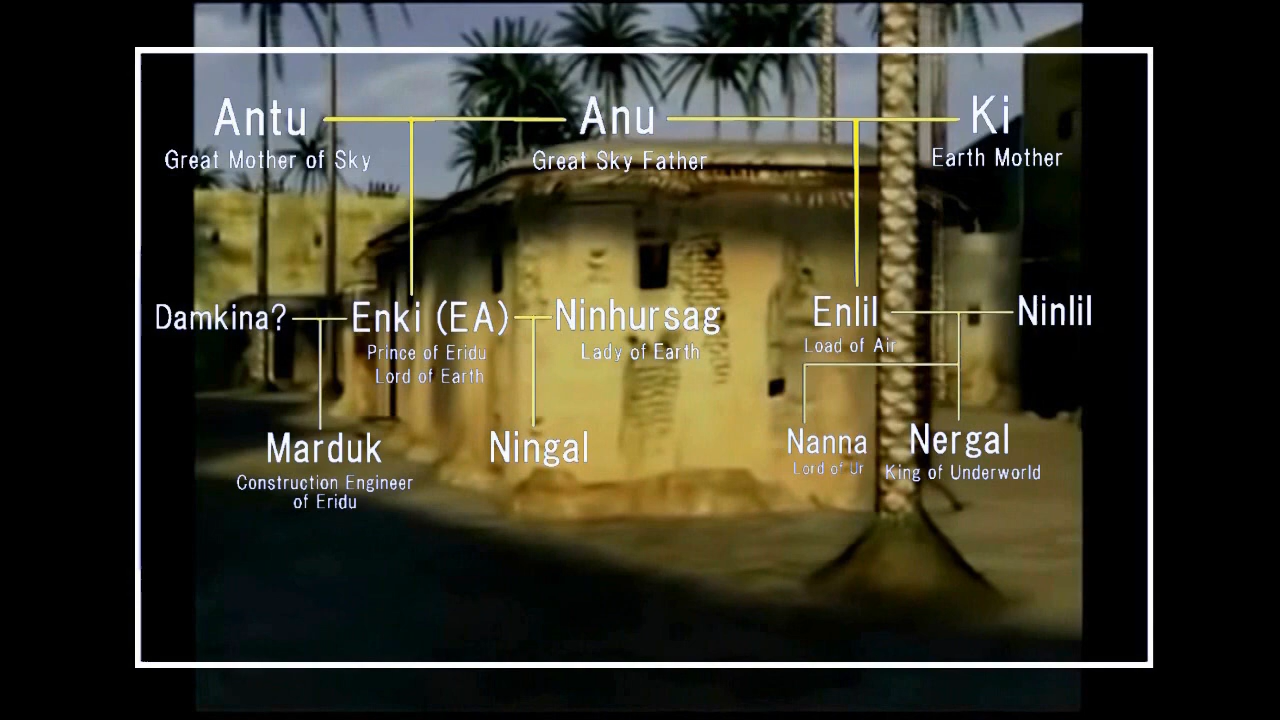 Antu
Anu
Ki
Great Mother of Sky
Great Sky Father
Earth Mother
Damkina?
Enki (EA)
Ninhursag
Enlil
Ninlil
Prince of Eridu
Lord of Earth
Lady of Earth
Load of Air
Marduk
Ningal
Nanna
Nergal
Construction Engineer
of Eridu
Lord of Ur
King of Underworld